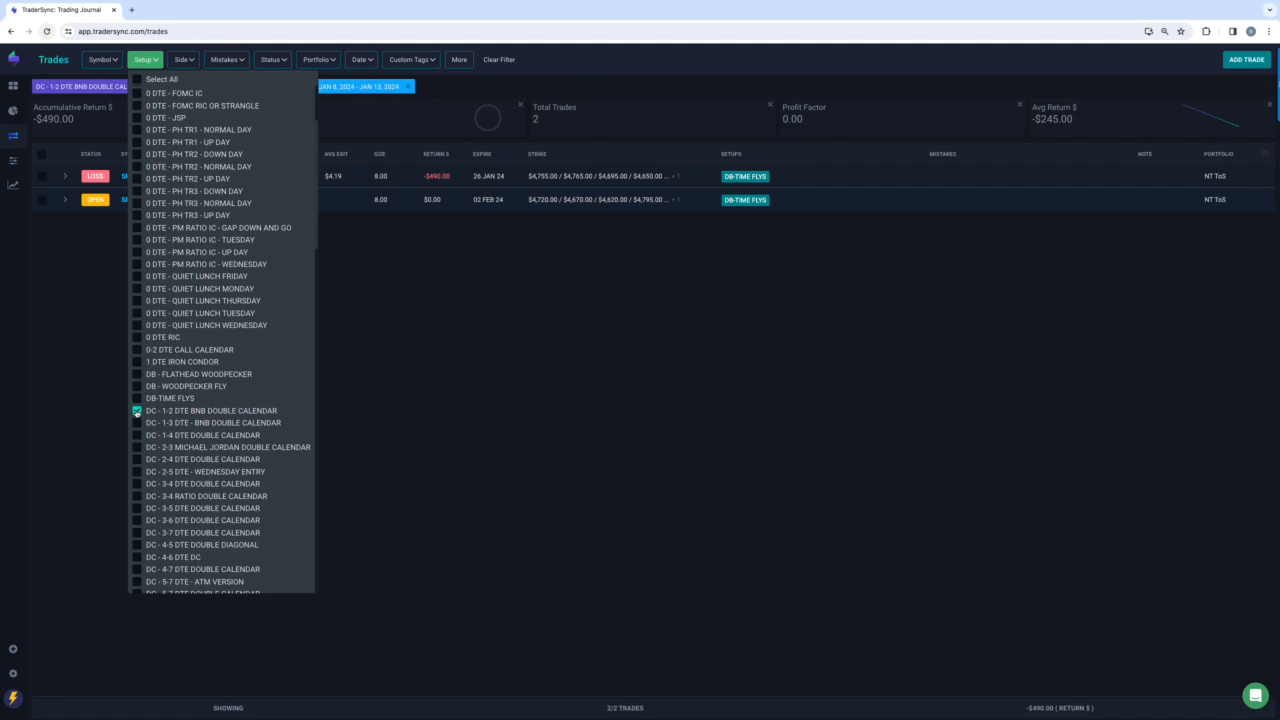 TraderSync: Trading Journal
app.tradersync.com/trades
Trades
Symbol
Setup
Side
Mistakes
Status
Portfolio
Date
Custom Tags
More
Clear Filter
ADD TRADE
DC - 1-2 DTE BNB DOUBLE CAL
JAN 8, 2024 - JAN 13, 2024
Accumulative Return $
-$490.00
Total Trades
2
Profit Factor
0.00
Avg Return $
-$245.00
STATUS
SY
AVG EXIT
SIZE
RETURN $
EXPIRE
STRIKE
SETUPS
MISTAKES
NOTE
PORTFOLIO
LOSS
$4.19
8.00
-$490.00
26 JAN 24
$4,755.00 / $4,765.00 / $4,695.00 / $4,650.00 ... + 1
DB-TIME FLYS
NT ToS
OPEN
8.00
$0.00
02 FEB 24
$4,720.00 / $4,670.00 / $4,620.00 / $4,795.00 ... + 1
DB-TIME FLYS
NT ToS
Select All
0 DTE - FOMC IC
0 DTE - FOMC RIC OR STRANGLE
0 DTE - JSP
0 DTE - PH TR1 - NORMAL DAY
0 DTE - PH TR1 - UP DAY
0 DTE - PH TR2 - DOWN DAY
0 DTE - PH TR2 - NORMAL DAY
0 DTE - PH TR2 - UP DAY
0 DTE - PH TR3 - DOWN DAY
0 DTE - PH TR3 - NORMAL DAY
0 DTE - PH TR3 - UP DAY
0 DTE - PM RATIO IC - GAP DOWN AND GO
0 DTE - PM RATIO IC - TUESDAY
0 DTE - PM RATIO IC - UP DAY
0 DTE - PM RATIO IC - WEDNESDAY
0 DTE - QUIET LUNCH FRIDAY
0 DTE - QUIET LUNCH MONDAY
0 DTE - QUIET LUNCH THURSDAY
0 DTE - QUIET LUNCH TUESDAY
0 DTE - QUIET LUNCH WEDNESDAY
0 DTE RIC
0-2 DTE CALL CALENDAR
1 DTE IRON CONDOR
DB - FLATHEAD WOODPECKER
DB - WOODPECKER FLY
DB-TIME FLYS
DC - 1-2 DTE BNB DOUBLE CALENDAR
DC - 1-3 DTE - BNB DOUBLE CALENDAR
DC - 1-4 DTE DOUBLE CALENDAR
DC - 2-3 MICHAEL JORDAN DOUBLE CALENDAR
DC - 2-4 DTE DOUBLE CALENDAR
DC - 2-5 DTE - WEDNESDAY ENTRY
DC - 3-4 DTE DOUBLE CALENDAR
DC - 3-4 RATIO DOUBLE CALENDAR
DC - 3-5 DTE DOUBLE CALENDAR
DC - 3-6 DTE DOUBLE CALENDAR
DC - 3-7 DTE DOUBLE CALENDAR
DC - 4-5 DTE DOUBLE DIAGONAL
DC - 4-6 DTE DC
DC - 4-7 DTE DOUBLE CALENDAR
DC - 5-7 DTE - ATM VERSION
SHOWING
2/2 TRADES
-$490.00 ( RETURN $ )